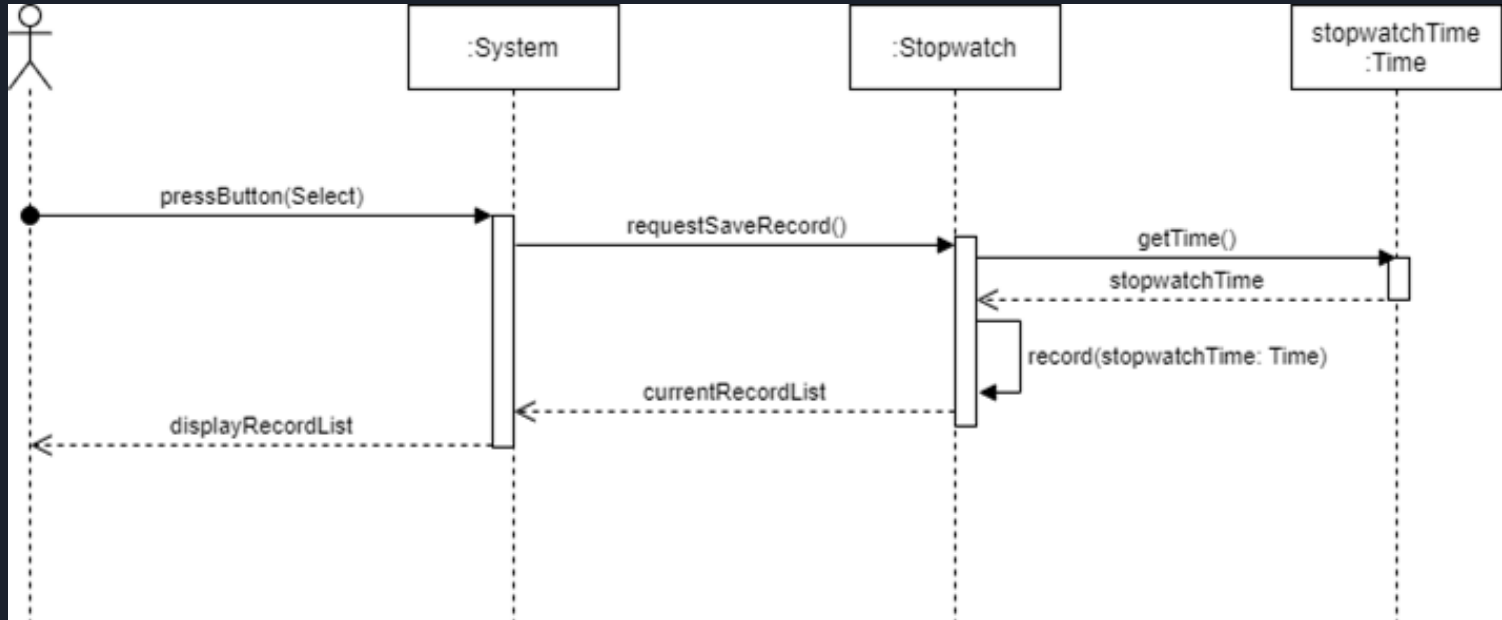 :System
:Stopwatch
stopwatchTime
:Time
pressButton(Select)
requestSaveRecord()
getTime()
stopwatchTime
record(stopwatchTime: Time)
currentRecordList
displayRecordList